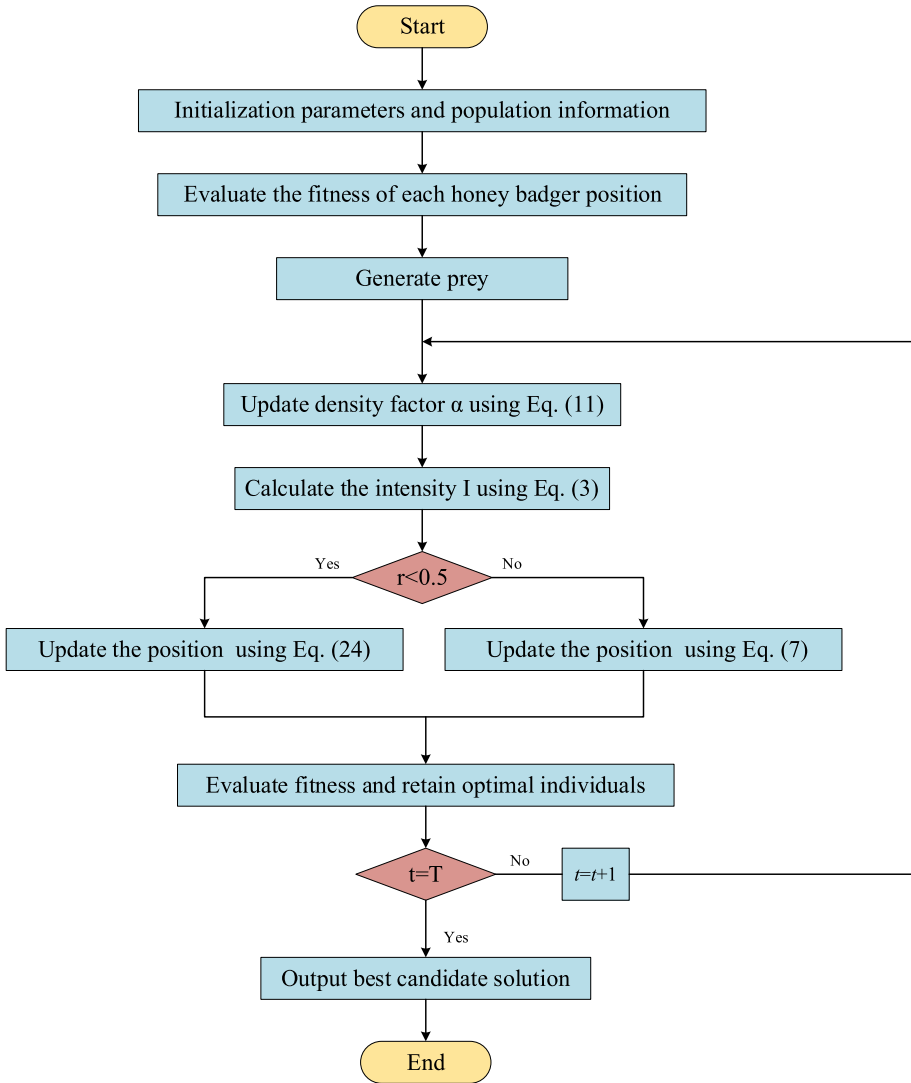 Start
Initialization parameters and population information
Evaluate the fitness of each honey badger position
Generate prey
Update density factor α using Eq. (11)
Calculate the intensity I using Eq. (3)
Yes
r<0.5
No
Update the position using Eq. (24)
Update the position using Eq. (7)
Evaluate fitness and retain optimal individuals
t=T
No
t=t+1
Yes
Output best candidate solution
End